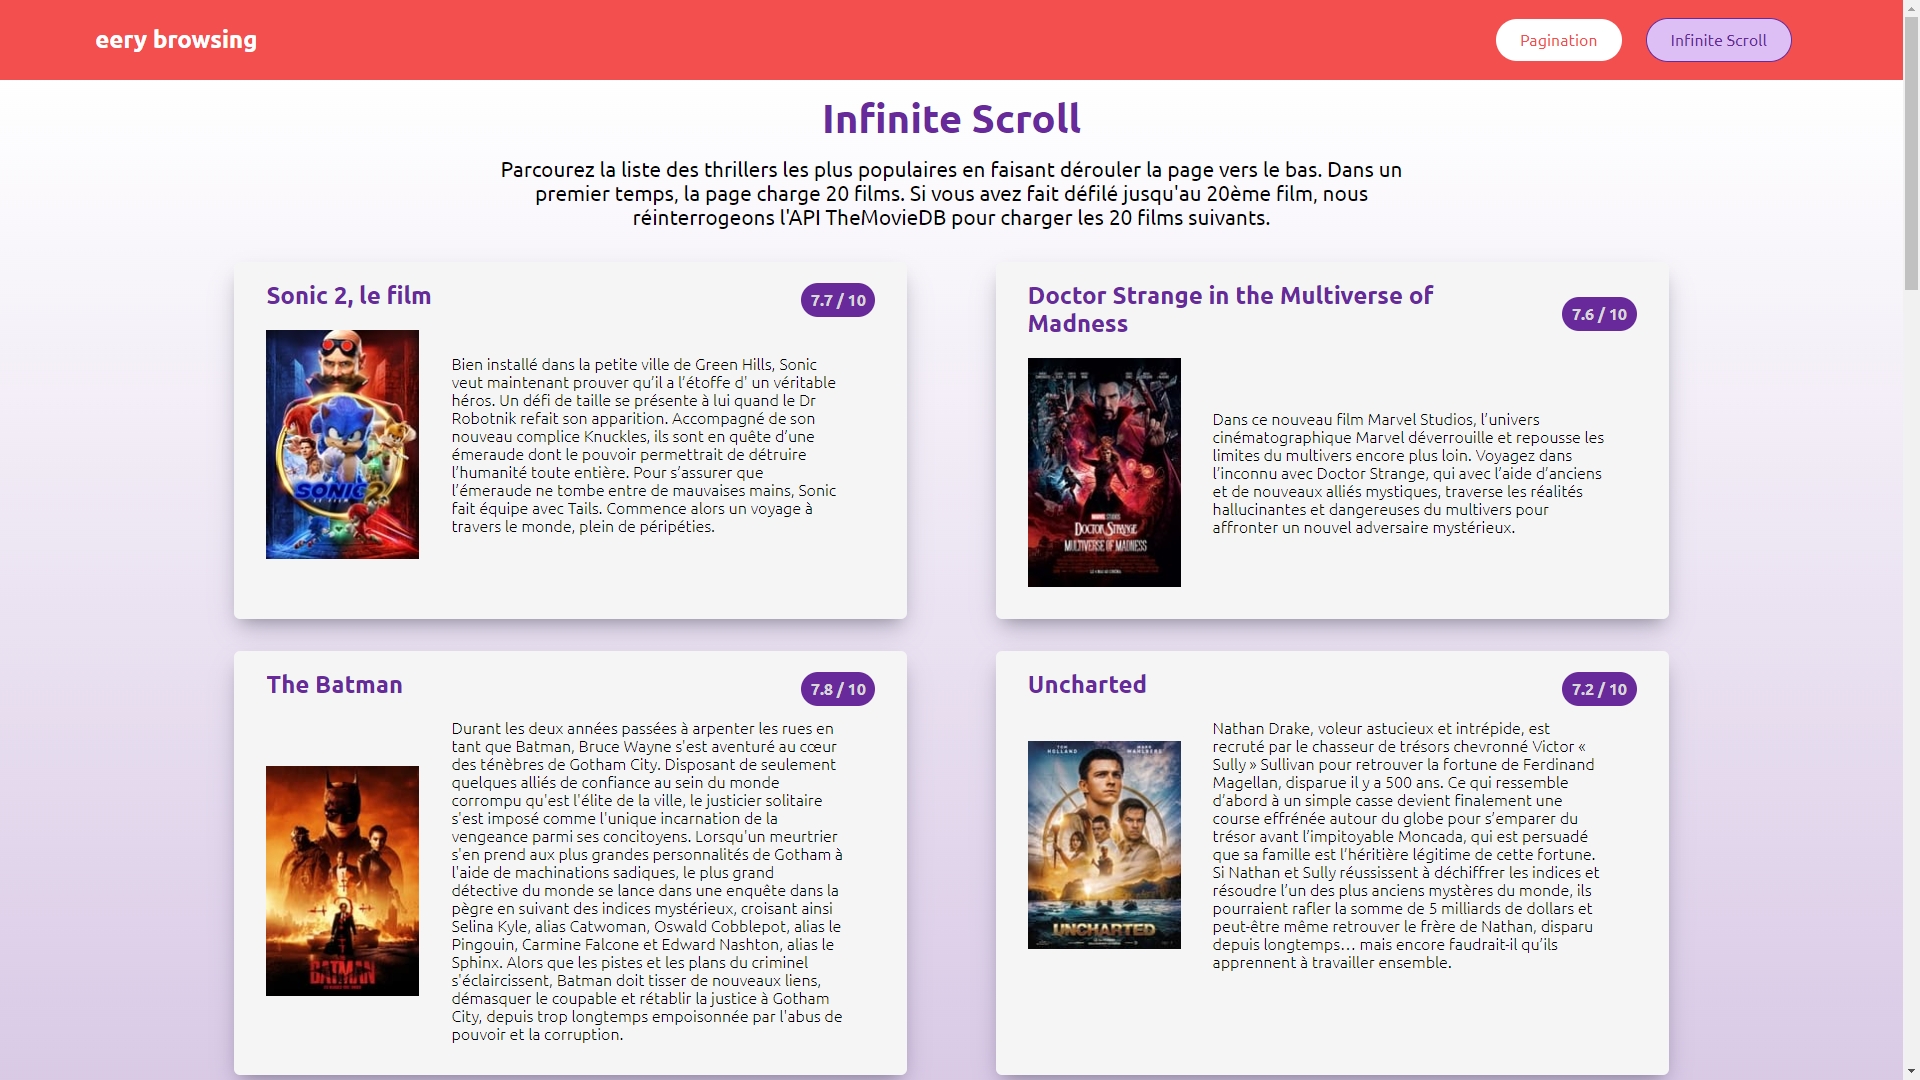 eery browsing
Pagination
Infinite Scroll
Infinite Scroll
Parcourez la liste des thrillers les plus populaires en faisant dérouler la page vers le bas. Dans un
premier temps, la page charge 20 films. Si vous avez fait défilé jusqu'au 20ème film, nous
réinterrogeons l'API TheMovieDB pour charger les 20 films suivants.
Sonic 2, le film
7.7 / 10
SONIC 2
Bien installé dans la petite ville de Green Hills, Sonic
veut maintenant prouver qu’il a l’étoffe d' un véritable
héros. Un défi de taille se présente à lui quand le Dr
Robotnik refait son apparition. Accompagné de son
nouveau complice Knuckles, ils sont en quête d’une
émeraude dont le pouvoir permettrait de détruire
l’humanité toute entière. Pour s’assurer que
l’émeraude ne tombe entre de mauvaises mains, Sonic
fait équipe avec Tails. Commence alors un voyage à
travers le monde, plein de péripéties.
Doctor Strange in the Multiverse of
Madness
7.6 / 10
DOCTOR STRANGE
MULTIVERSE OF MADNESS
Dans ce nouveau film Marvel Studios, l’univers
cinématographique Marvel déverrouille et repousse les
limites du multivers encore plus loin. Voyagez dans
l’inconnu avec Doctor Strange, qui avec l’aide d’anciens
et de nouveaux alliés mystiques, traverse les réalités
hallucinantes et dangereuses du multivers pour
affronter un nouvel adversaire mystérieux.
The Batman
7.8 / 10
BATMAN
Durant les deux années passées à arpenter les rues en
tant que Batman, Bruce Wayne s'est aventuré au cœur
des ténèbres de Gotham City. Disposant de seulement
quelques alliés de confiance au sein du monde
corrompu qu'est l'élite de la ville, le justicier solitaire
s'est imposé comme l'unique incarnation de la
vengeance parmi ses concitoyens. Lorsqu'un meurtrier
s'en prend aux plus grandes personnalités de Gotham à
l'aide de machinations sadiques, le plus grand
détective du monde se lance dans une enquête dans la
pègre en suivant des indices mystérieux, croisant ainsi
Selina Kyle, alias Catwoman, Oswald Cobblepot, alias le
Pingouin, Carmine Falcone et Edward Nashton, alias le
Sphinx. Alors que les pistes et les plans du criminel
s'éclaircissent, Batman doit tisser de nouveaux liens,
démasquer le coupable et rétablir la justice à Gotham
City, depuis trop longtemps empoisonnée par l'abus de
pouvoir et la corruption.
Uncharted
7.2 / 10
TOM HOLLAND
MARK WAHLBERG
UNCHARTED
Nathan Drake, voleur astucieux et intrépide, est
recruté par le chasseur de trésors chevronné Victor «
Sully » Sullivan pour retrouver la fortune de Ferdinand
Magellan, disparue il y a 500 ans. Ce qui ressemble
d’abord à un simple casse devient finalement une
course effrénée autour du globe pour s’emparer du
trésor avant l’impitoyable Moncada, qui est persuadé
que sa famille est l’héritière légitime de cette fortune.
Si Nathan et Sully réussissent à déchiffrer les indices et
résoudre l’un des plus anciens mystères du monde, ils
pourraient rafler la somme de 5 milliards de dollars et
peut-être même retrouver le frère de Nathan, disparu
depuis longtemps… mais encore faudrait-il qu’ils
apprennent à travailler ensemble.